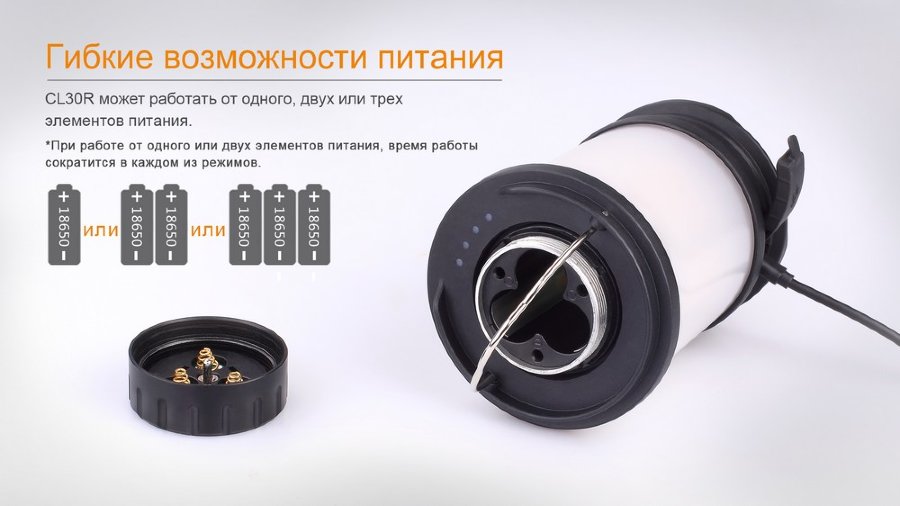 Гибкие возможности питания
CL30R может работать от одного, двух или трех
элементов питания.
*При работе от одного или двух элементов питания, время работы
сократится в каждом из режимов.
+ 18650 − или + 18650 − + 18650 − или + 18650 − + 18650 − + 18650 −